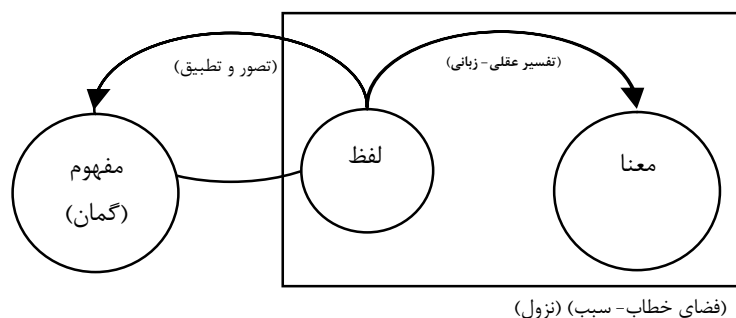 (تصور و تطبیق)
(تفسیر عقلی- زبانی)
معنا
لفظ
مفهوم
(گمان)
(فضای خطاب- سبب) (نزول)